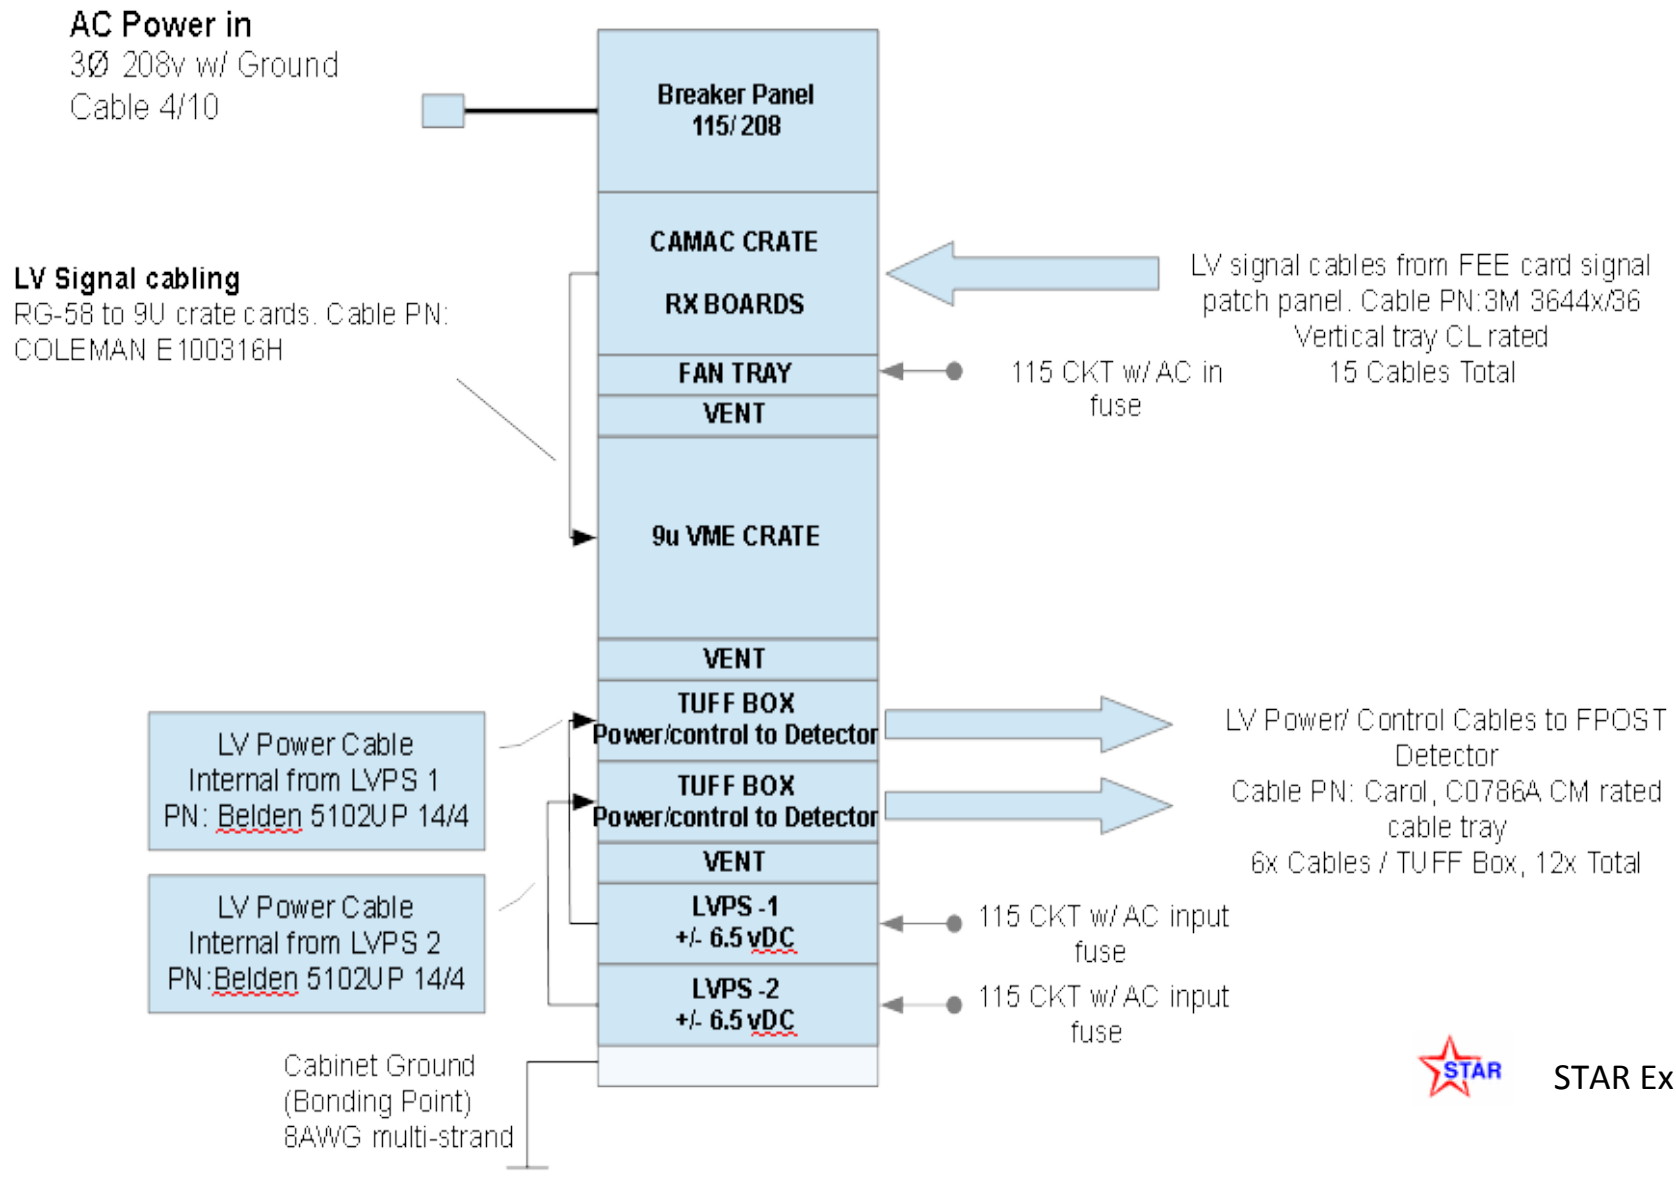 AC Power in
3Ø 208v w/ Ground
Cable 4/10
Breaker Panel
115/ 208
CAMAC CRATE
RX BOARDS
LV signal cables from FEE card signal
patch panel. Cable PN:3M 3644x/36
Vertical tray CL rated
15 Cables Total
LV Signal cabling
RG-58 to 9U crate cards. Cable PN:
COLEMAN E100316H
FAN TRAY
115 CKT w/ AC in
fuse
VENT
9u VME CRATE
VENT
TUFF BOX
Power/control to Detector
TUFF BOX
Power/control to Detector
LV Power/ Control Cables to FPOST
Detector
Cable PN: Carol, C0786A CM rated
cable tray
6x Cables / TUFF Box, 12x Total
LV Power Cable
Internal from LVPS 1
PN: Belden 5102UP 14/4
VENT
LV Power Cable
Internal from LVPS 2
PN:Belden 5102UP 14/4
LVPS -1
+/- 6.5 vDC
115 CKT w/ AC input
fuse
LVPS -2
+/- 6.5 vDC
115 CKT w/ AC input
fuse
Cabinet Ground
(Bonding Point)
8AWG multi-strand
STAR
STAR Ex